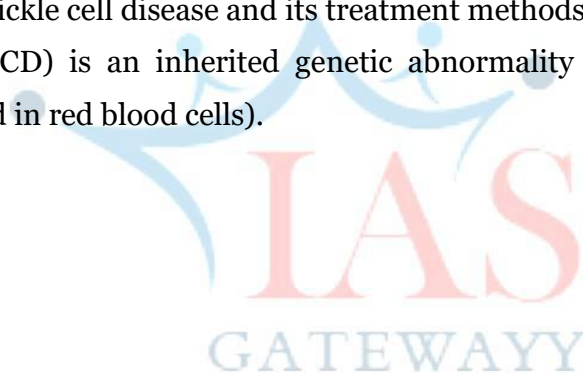 ickle cell disease and its treatment methods
CD) is an inherited genetic abnormality
d in red blood cells).
IAS
GATEWAYY